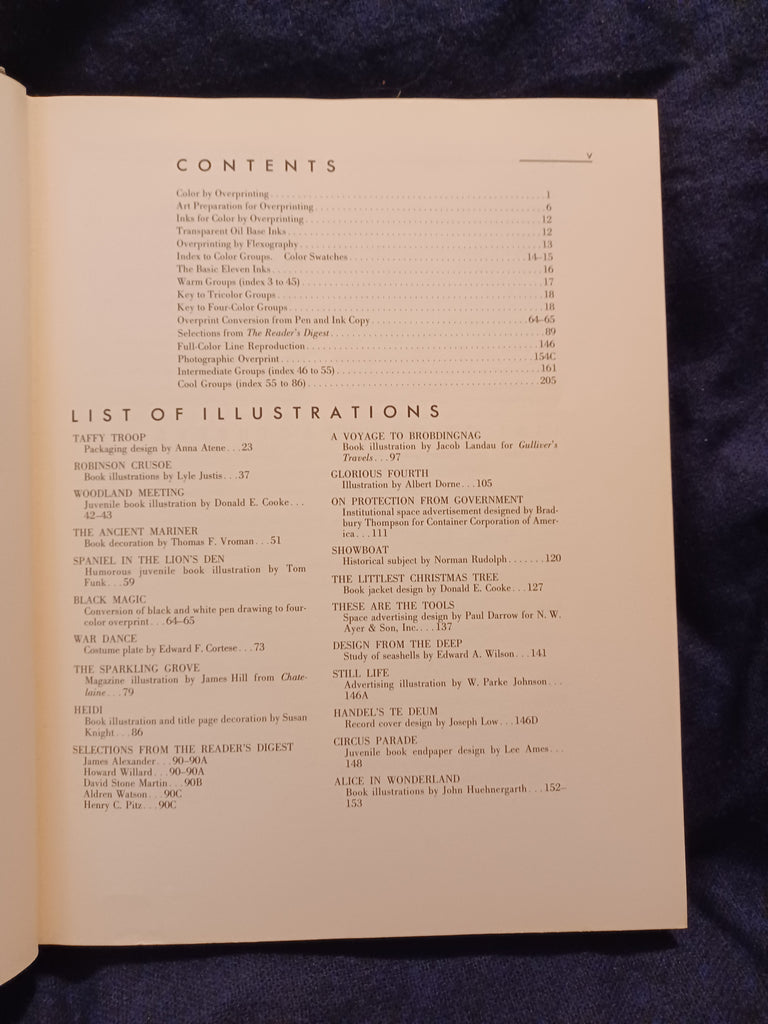 v
CONTENTS
Color by Overprinting . . . 1
Art Preparation for Overprinting . . . 6
Inks for Color by Overprinting . . . 12
Transparent Oil Base Inks . . . 12
Overprinting by Flexography . . . 13
Index to Color Groups. Color Swatches . . . 14–15
The Basic Eleven Inks . . . 16
Warm Groups (index 3 to 45) . . . 17
Key to Tricolor Groups . . . 18
Key to Four-Color Groups . . . 18
Overprint Conversion from Pen and Ink Copy . . . 64–65
Selections from The Reader's Digest . . . 89
Full-Color Line Reproduction . . . 146
Photographic Overprint . . . 154C
Intermediate Groups (index 46 to 55) . . . 161
Cool Groups (index 55 to 86) . . . 205
LIST OF ILLUSTRATIONS
TAFFY TROOP
Packaging design by Anna Atene . . . 23
ROBINSON CRUSOE
Book illustrations by Lyle Justis . . . 37
WOODLAND MEETING
Juvenile book illustration by Donald E. Cooke . . .
42–43
THE ANCIENT MARINER
Book decoration by Thomas F. Vroman . . . 51
SPANIEL IN THE LION'S DEN
Humorous juvenile book illustration by Tom
Funk . . . 59
BLACK MAGIC
Conversion of black and white pen drawing to four-
color overprint . . . 64–65
WAR DANCE
Costume plate by Edward F. Cortese . . . 73
THE SPARKLING GROVE
Magazine illustration by James Hill from Chate-
laine . . . 79
HEIDI
Book illustration and title page decoration by Susan
Knight . . . 86
SELECTIONS FROM THE READER'S DIGEST
James Alexander . . . 90–90A
Howard Willard . . . 90–90A
David Stone Martin . . . 90B
Aldren Watson . . . 90C
Henry C. Pitz . . . 90C
A VOYAGE TO BROBDINGNAG
Book illustration by Jacob Landau for Gulliver's
Travels . . . 97
GLORIOUS FOURTH
Illustration by Albert Dorne . . . 105
ON PROTECTION FROM GOVERNMENT
Institutional space advertisement designed by Brad-
bury Thompson for Container Corporation of Amer-
ica . . . 111
SHOWBOAT
Historical subject by Norman Rudolph . . . . . . . 120
THE LITTLEST CHRISTMAS TREE
Book jacket design by Donald E. Cooke . . . 127
THESE ARE THE TOOLS
Space advertising design by Paul Darrow for N. W.
Ayer & Son, Inc. . . . 137
DESIGN FROM THE DEEP
Study of seashells by Edward A. Wilson . . . 141
STILL LIFE
Advertising illustration by W. Parke Johnson . . .
146A
HANDEL'S TE DEUM
Record cover design by Joseph Low . . . 146D
CIRCUS PARADE
Juvenile book endpaper design by Lee Ames . . .
148
ALICE IN WONDERLAND
Book illustrations by John Huehnergarth . . . 152–
153